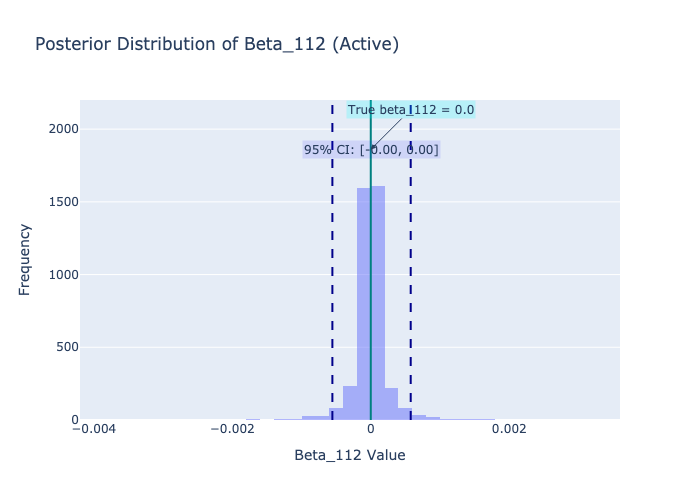 Posterior Distribution of Beta_112 (Active)
True beta_112 = 0.0
95% CI: [-0.00, 0.00]
2000
1500
1000
500
0
Frequency
−0.004
−0.002
0
0.002
Beta_112 Value